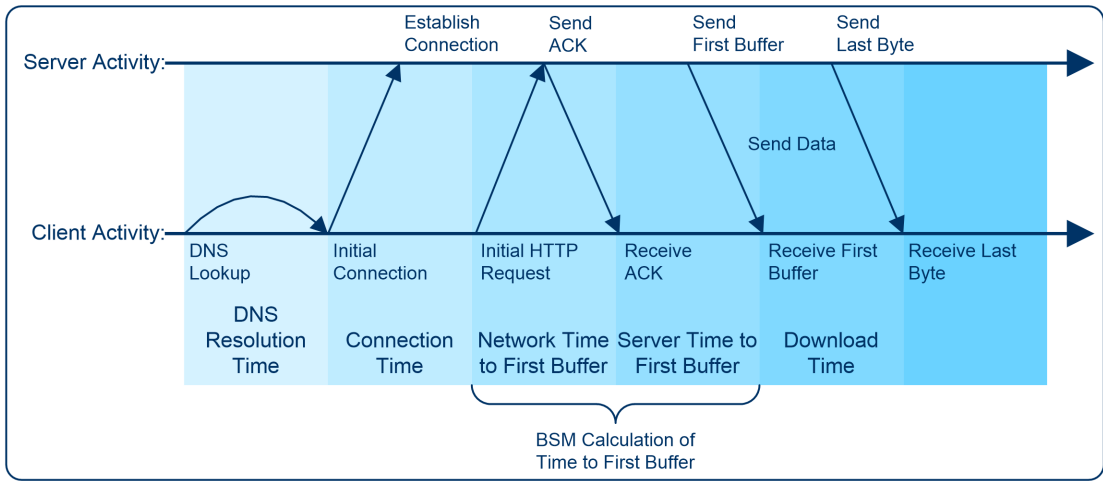 Establish
Connection
Send
ACK
Send
First Buffer
Send
Last Byte
Server Activity:
Send Data
Client Activity:
DNS
Lookup
Initial
Connection
Initial HTTP
Request
Receive
ACK
Receive First
Buffer
Receive Last
Byte
DNS
Resolution
Time
Connection
Time
Network Time
to First Buffer
Server Time to
First Buffer
Download
Time
BSM Calculation of
Time to First Buffer